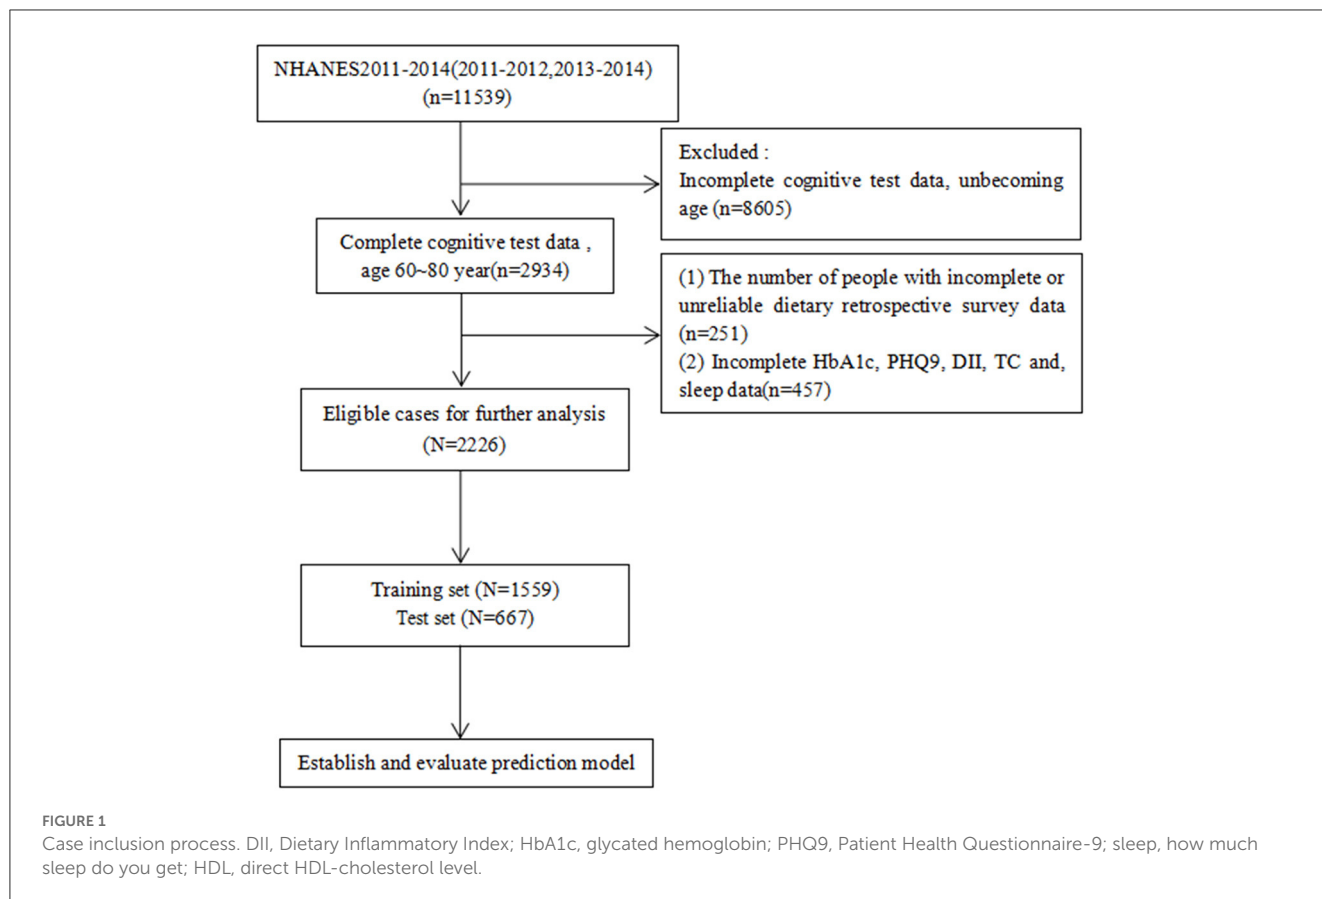 NHANES2011-2014(2011-2012,2013-2014)
(n=11539)
Excluded :
Incomplete cognitive test data, unbecoming
age (n=8605)
Complete cognitive test data ,
age 60~80 year(n=2934)
(1) The number of people with incomplete or
unreliable dietary retrospective survey data
(n=251)
(2) Incomplete HbA1c, PHQ9, DII, TC and,
sleep data(n=457)
Eligible cases for further analysis
(N=2226)
Training set (N=1559)
Test set (N=667)
Establish and evaluate prediction model
FIGURE 1
Case inclusion process. DII, Dietary Inflammatory Index; HbA1c, glycated hemoglobin; PHQ9, Patient Health Questionnaire-9; sleep, how much
sleep do you get; HDL, direct HDL-cholesterol level.